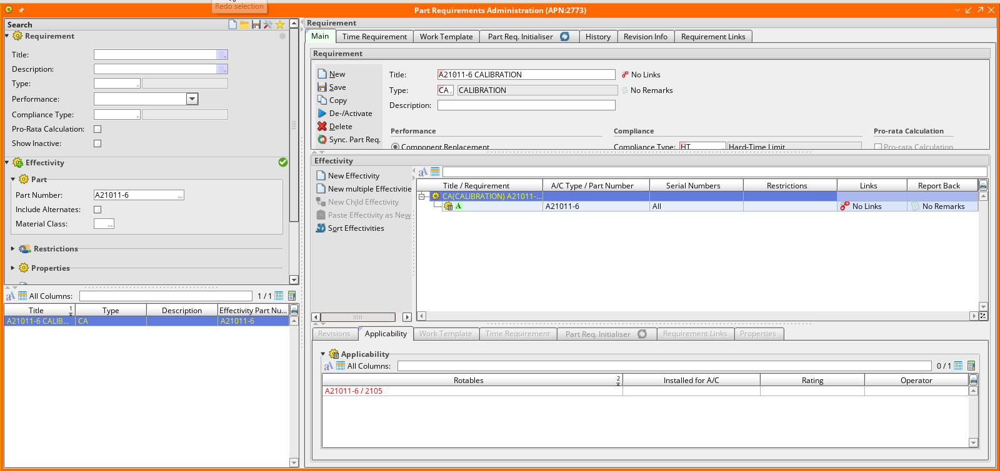 Redo selection
Part Requirements Administration (APN:2773)
Search
Requirement
Title:
Description:
Type:
Performance:
Compliance Type:
Pro-Rata Calculation:
Show Inactive:
Effectivity
Part
Part Number: A21011-6
Include Alternates:
Material Class:
Restrictions
Properties
All Columns: 1 / 1
Title 1 Type Description Effectivity Part Nu...
A21011-6 CALIB... CA A21011-6
Requirement
Main Time Requirement Work Template Part Req. Initialiser History Revision Info Requirement Links
Requirement
New
Save
Copy
De-/Activate
Delete
Sync. Part Req.
Title: A21011-6 CALIBRATION No Links
Type: CA CALIBRATION No Remarks
Description:
Performance Compliance Pro-rata Calculation
Component Replacement Compliance Type: HT Hard-Time Limit Pro-rata Calculation
Effectivity
New Effectivity
New multiple Effectivitie
New Child Effectivity
Paste Effectivity as New
Sort Effectivities
Title / Requirement A/C Type / Part Number Serial Numbers Restrictions Links Report Back
CA(CALIBRATION) A21011-...
A A21011-6 All No Links No Remarks
Revisions Applicability Work Template Time Requirement Part Req. Initialiser Requirement Links Properties
Applicability
All Columns: 0 / 1
Rotables 2 Installed for A/C Rating Operator
A21011-6 / 2105